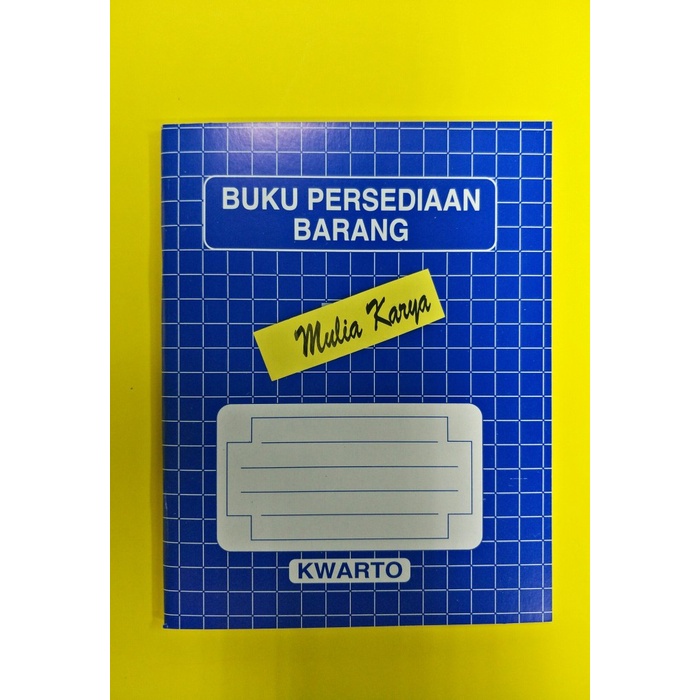 BUKU PERSEDIAAN
BARANG
Mulia Karya
KWARTO